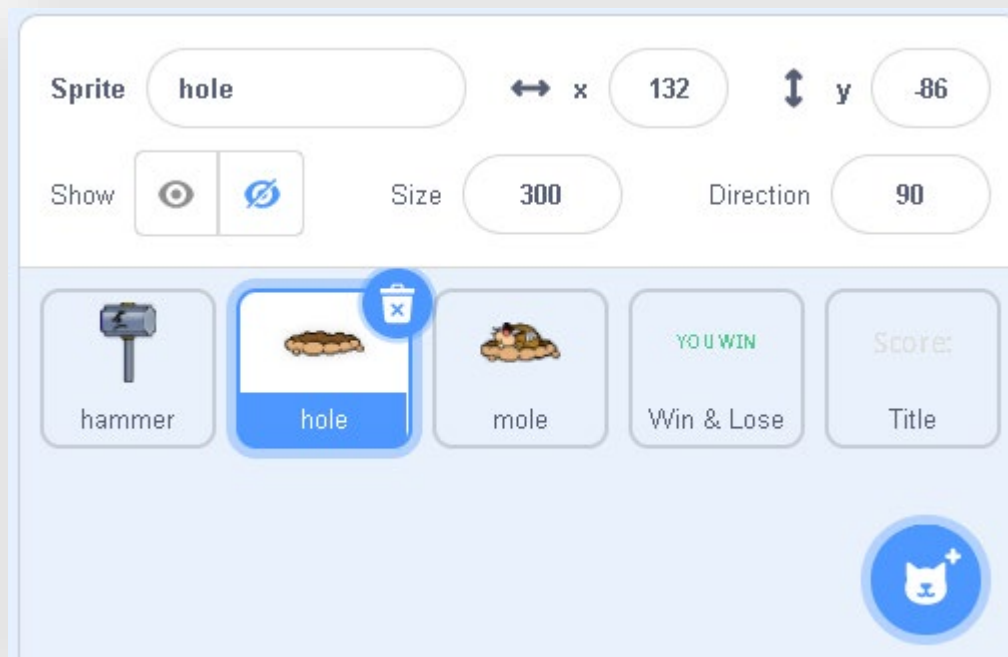 Sprite hole x 132 y -86
Show Size 300 Direction 90
YOU WIN Score:
hammer hole mole Win & Lose Title